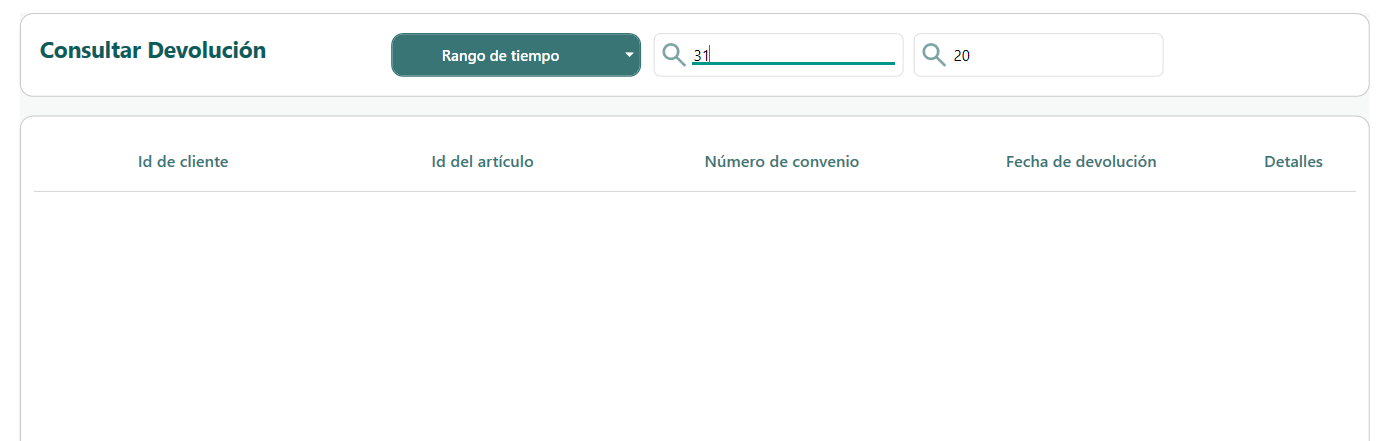 Consultar Devolución
Rango de tiempo
31
20
Id de cliente
Id del artículo
Número de convenio
Fecha de devolución
Detalles